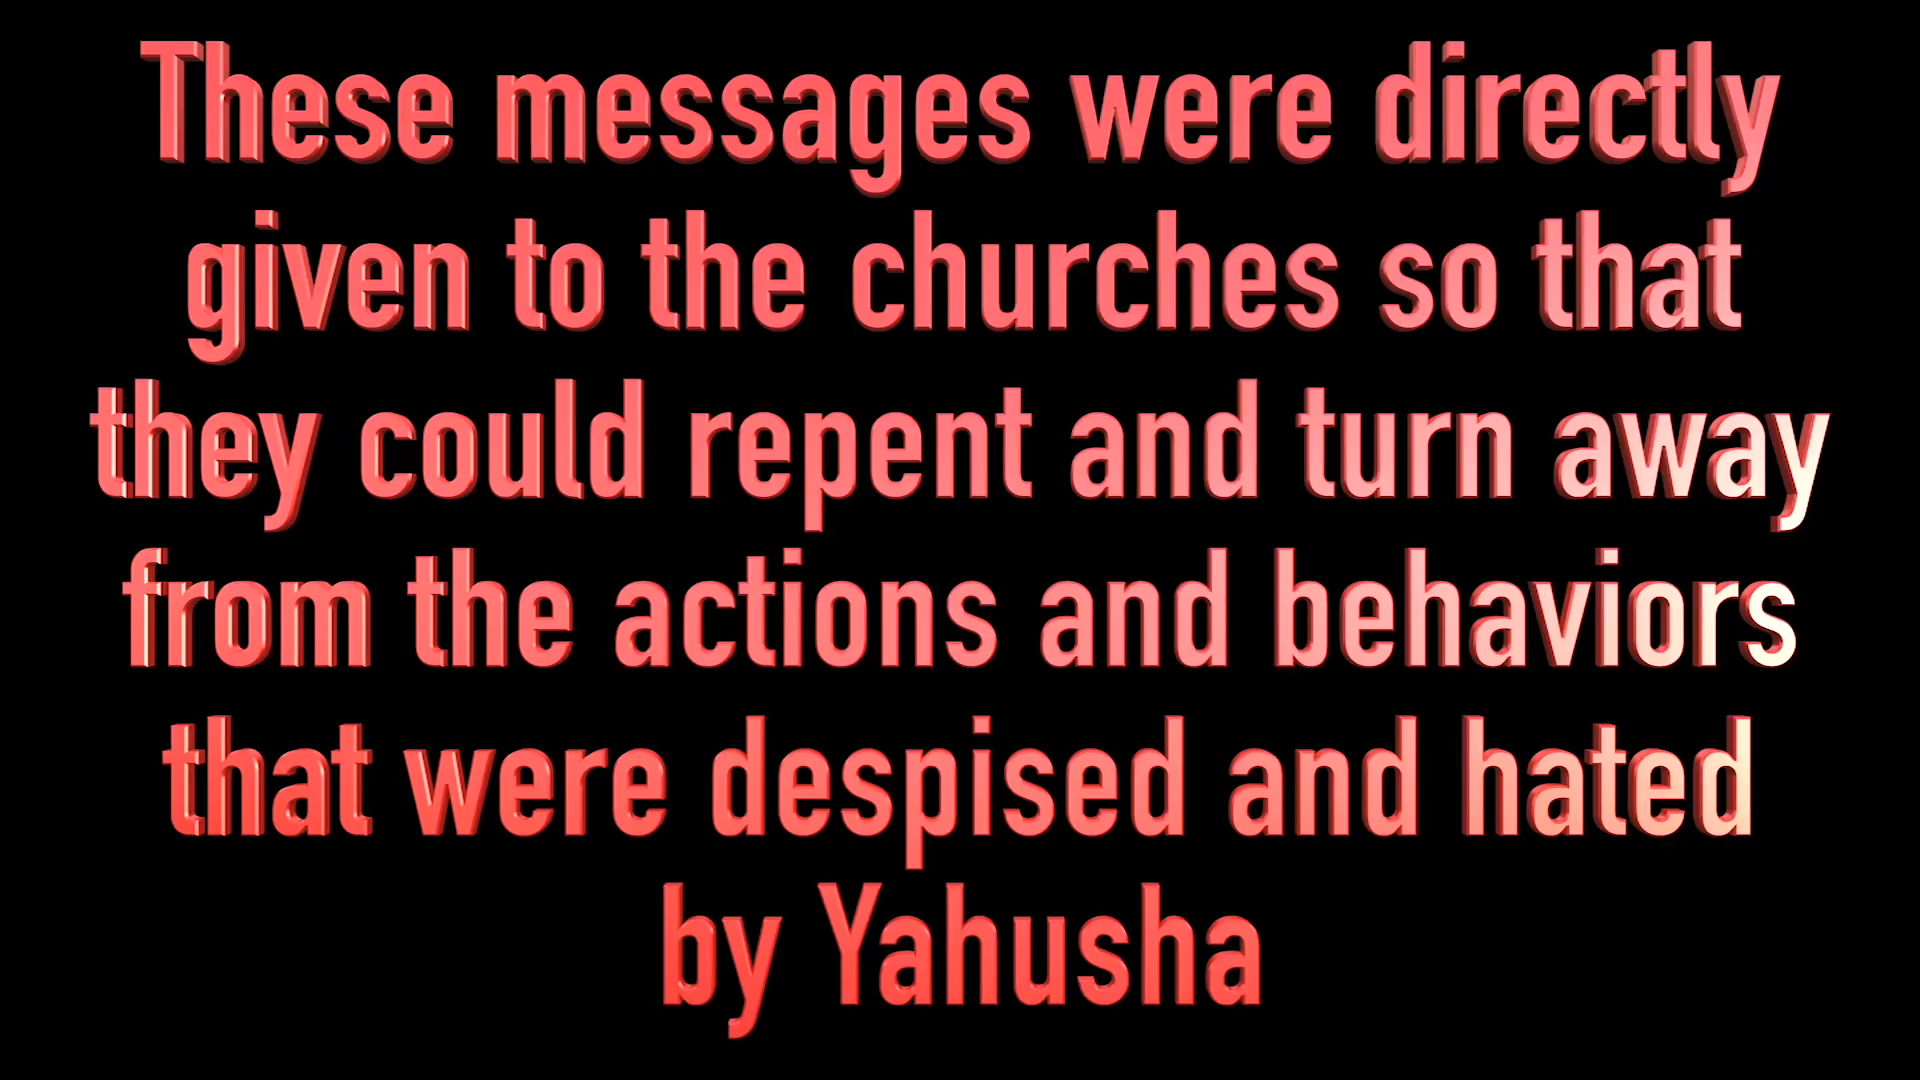 These messages were directly
given to the churches so that
they could repent and turn away
from the actions and behaviors
that were despised and hated
by Yahusha